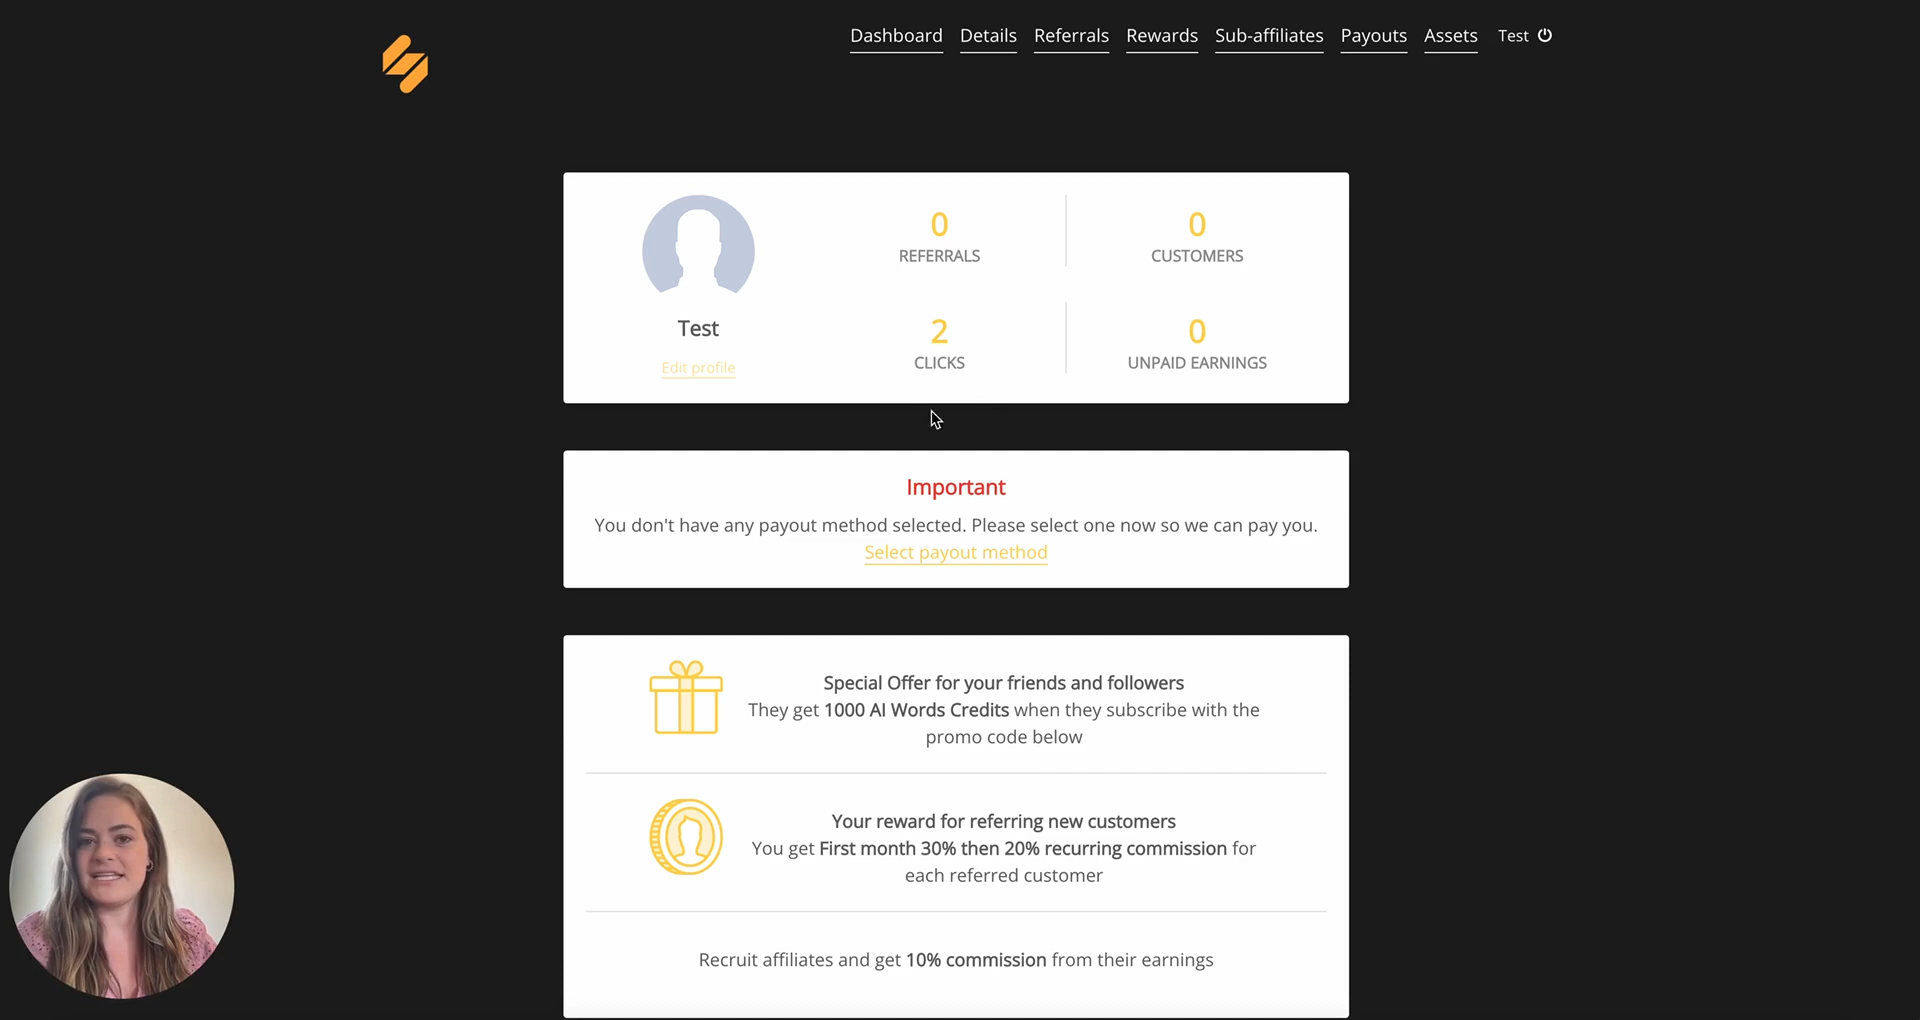 Dashboard Details Referrals Rewards Sub-affiliates Payouts Assets Test
0
REFERRALS
0
CUSTOMERS
Test
Edit profile
2
CLICKS
0
UNPAID EARNINGS
Important
You don't have any payout method selected. Please select one now so we can pay you.
Select payout method
Special Offer for your friends and followers
They get 1000 AI Words Credits when they subscribe with the
promo code below
Your reward for referring new customers
You get First month 30% then 20% recurring commission for
each referred customer
Recruit affiliates and get 10% commission from their earnings